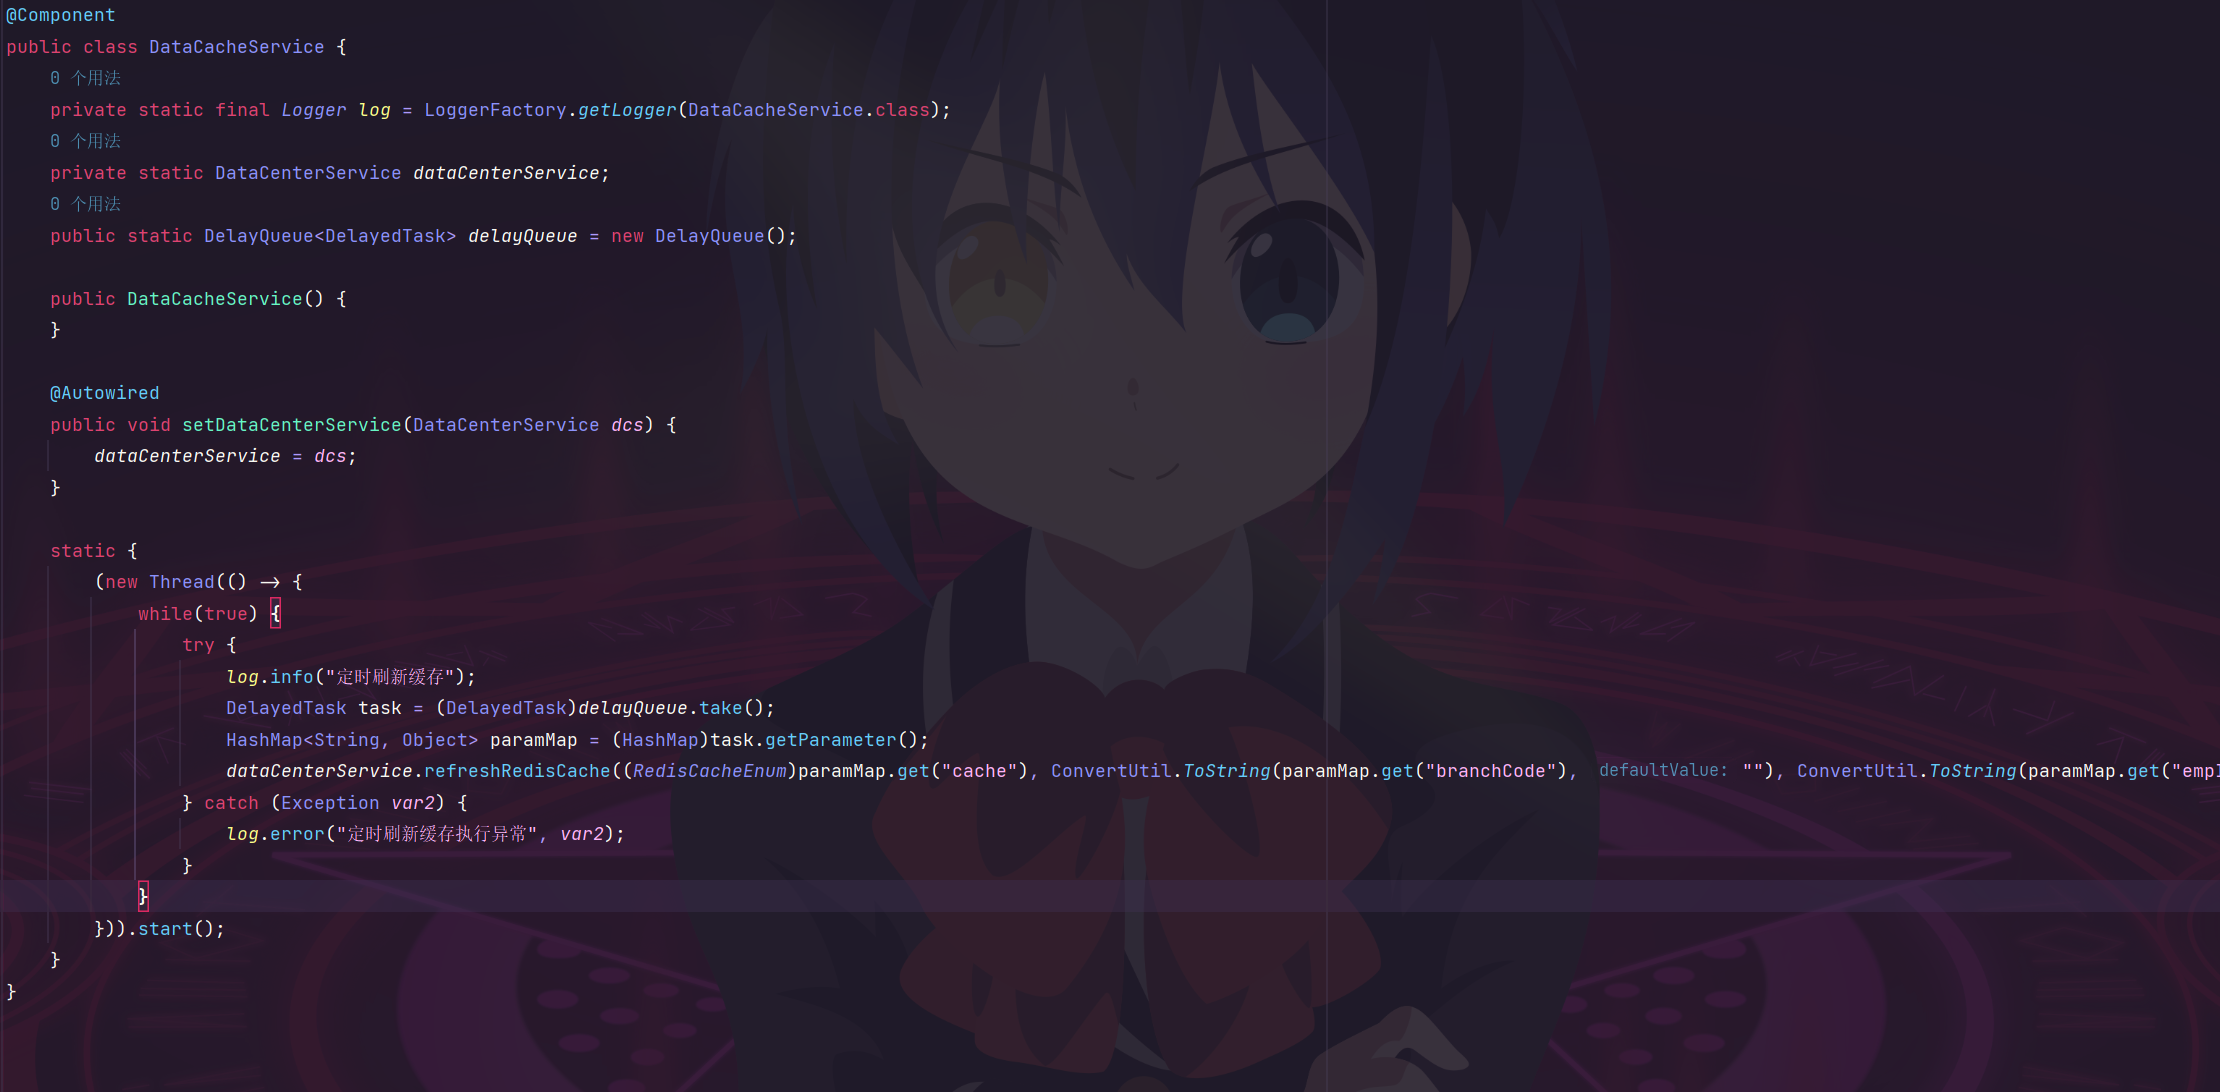 @Component
public class DataCacheService {
0 个用法
private static final Logger log = LoggerFactory.getLogger(DataCacheService.class);
0 个用法
private static DataCenterService dataCenterService;
0 个用法
public static DelayQueue<DelayedTask> delayQueue = new DelayQueue();
public DataCacheService() {
}
@Autowired
public void setDataCenterService(DataCenterService dcs) {
dataCenterService = dcs;
}
static {
(new Thread(() -> {
while(true) {
try {
log.info("定时刷新缓存");
DelayedTask task = (DelayedTask)delayQueue.take();
HashMap<String, Object> paramMap = (HashMap)task.getParameter();
dataCenterService.refreshRedisCache((RedisCacheEnum)paramMap.get("cache"), ConvertUtil.ToString(paramMap.get("branchCode"), defaultValue: ""), ConvertUtil.ToString(paramMap.get("empl
} catch (Exception var2) {
log.error("定时刷新缓存执行异常", var2);
}
}
})).start();
}
}